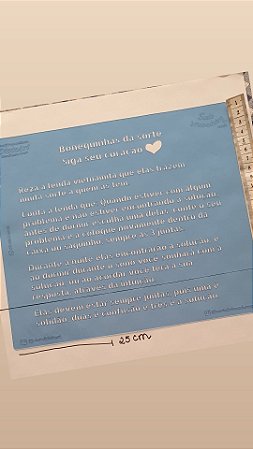 Bonequinhas da sorte
Siga seu coração
Reza a lenda vietnamita que elas trazem
muita sorte a quem as tem.
Conta a lenda que: Quando estiver com algum
problema e não estiver encontrando a solução,
antes de dormir escolha uma delas, conte o seu
problema e a coloque novamente dentro da
caixa ou saquinho, sempre as 3 juntas.
Durante a noite elas encontrarão a solução, e
ao dormir durante o sono você sonhará com a
solução, ou ao acordar você terá a sua
resposta, através da intuição.
Elas devem estar sempre juntas, pois uma é
solidão, duas é confusão e três é a solução.
25 cm